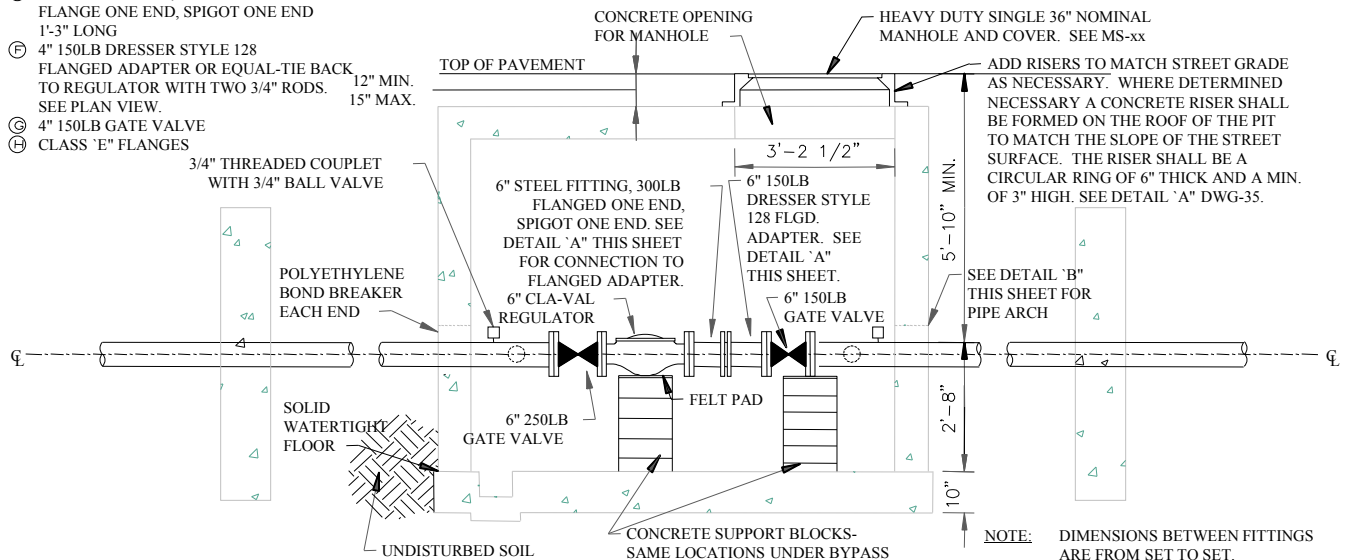 FLANGE ONE END, SPIGOT ONE END
1'-3" LONG
Ⓕ 4" 150LB DRESSER STYLE 128
FLANGED ADAPTER OR EQUAL-TIE BACK
TO REGULATOR WITH TWO 3/4" RODS.
SEE PLAN VIEW.
Ⓖ 4" 150LB GATE VALVE
Ⓗ CLASS `E" FLANGES
CONCRETE OPENING
FOR MANHOLE
HEAVY DUTY SINGLE 36" NOMINAL
MANHOLE AND COVER. SEE MS-xx
TOP OF PAVEMENT
12" MIN.
15" MAX.
ADD RISERS TO MATCH STREET GRADE
AS NECESSARY. WHERE DETERMINED
NECESSARY A CONCRETE RISER SHALL
BE FORMED ON THE ROOF OF THE PIT
TO MATCH THE SLOPE OF THE STREET
SURFACE. THE RISER SHALL BE A
CIRCULAR RING OF 6" THICK AND A MIN.
OF 3" HIGH. SEE DETAIL `A" DWG-35.
3'-2 1/2"
3/4" THREADED COUPLET
WITH 3/4" BALL VALVE
6" STEEL FITTING, 300LB
FLANGED ONE END,
SPIGOT ONE END. SEE
DETAIL `A" THIS SHEET
FOR CONNECTION TO
FLANGED ADAPTER.
6" 150LB
DRESSER STYLE
128 FLGD.
ADAPTER. SEE
DETAIL `A"
THIS SHEET.
5'-10" MIN.
POLYETHYLENE
BOND BREAKER
EACH END
6" CLA-VAL
REGULATOR
6" 150LB
GATE VALVE
SEE DETAIL `B"
THIS SHEET FOR
PIPE ARCH
℄
℄
SOLID
WATERTIGHT
FLOOR
6" 250LB
GATE VALVE
FELT PAD
2'-8"
10"
UNDISTURBED SOIL
CONCRETE SUPPORT BLOCKS-
SAME LOCATIONS UNDER BYPASS
NOTE: DIMENSIONS BETWEEN FITTINGS
ARE FROM SET TO SET.